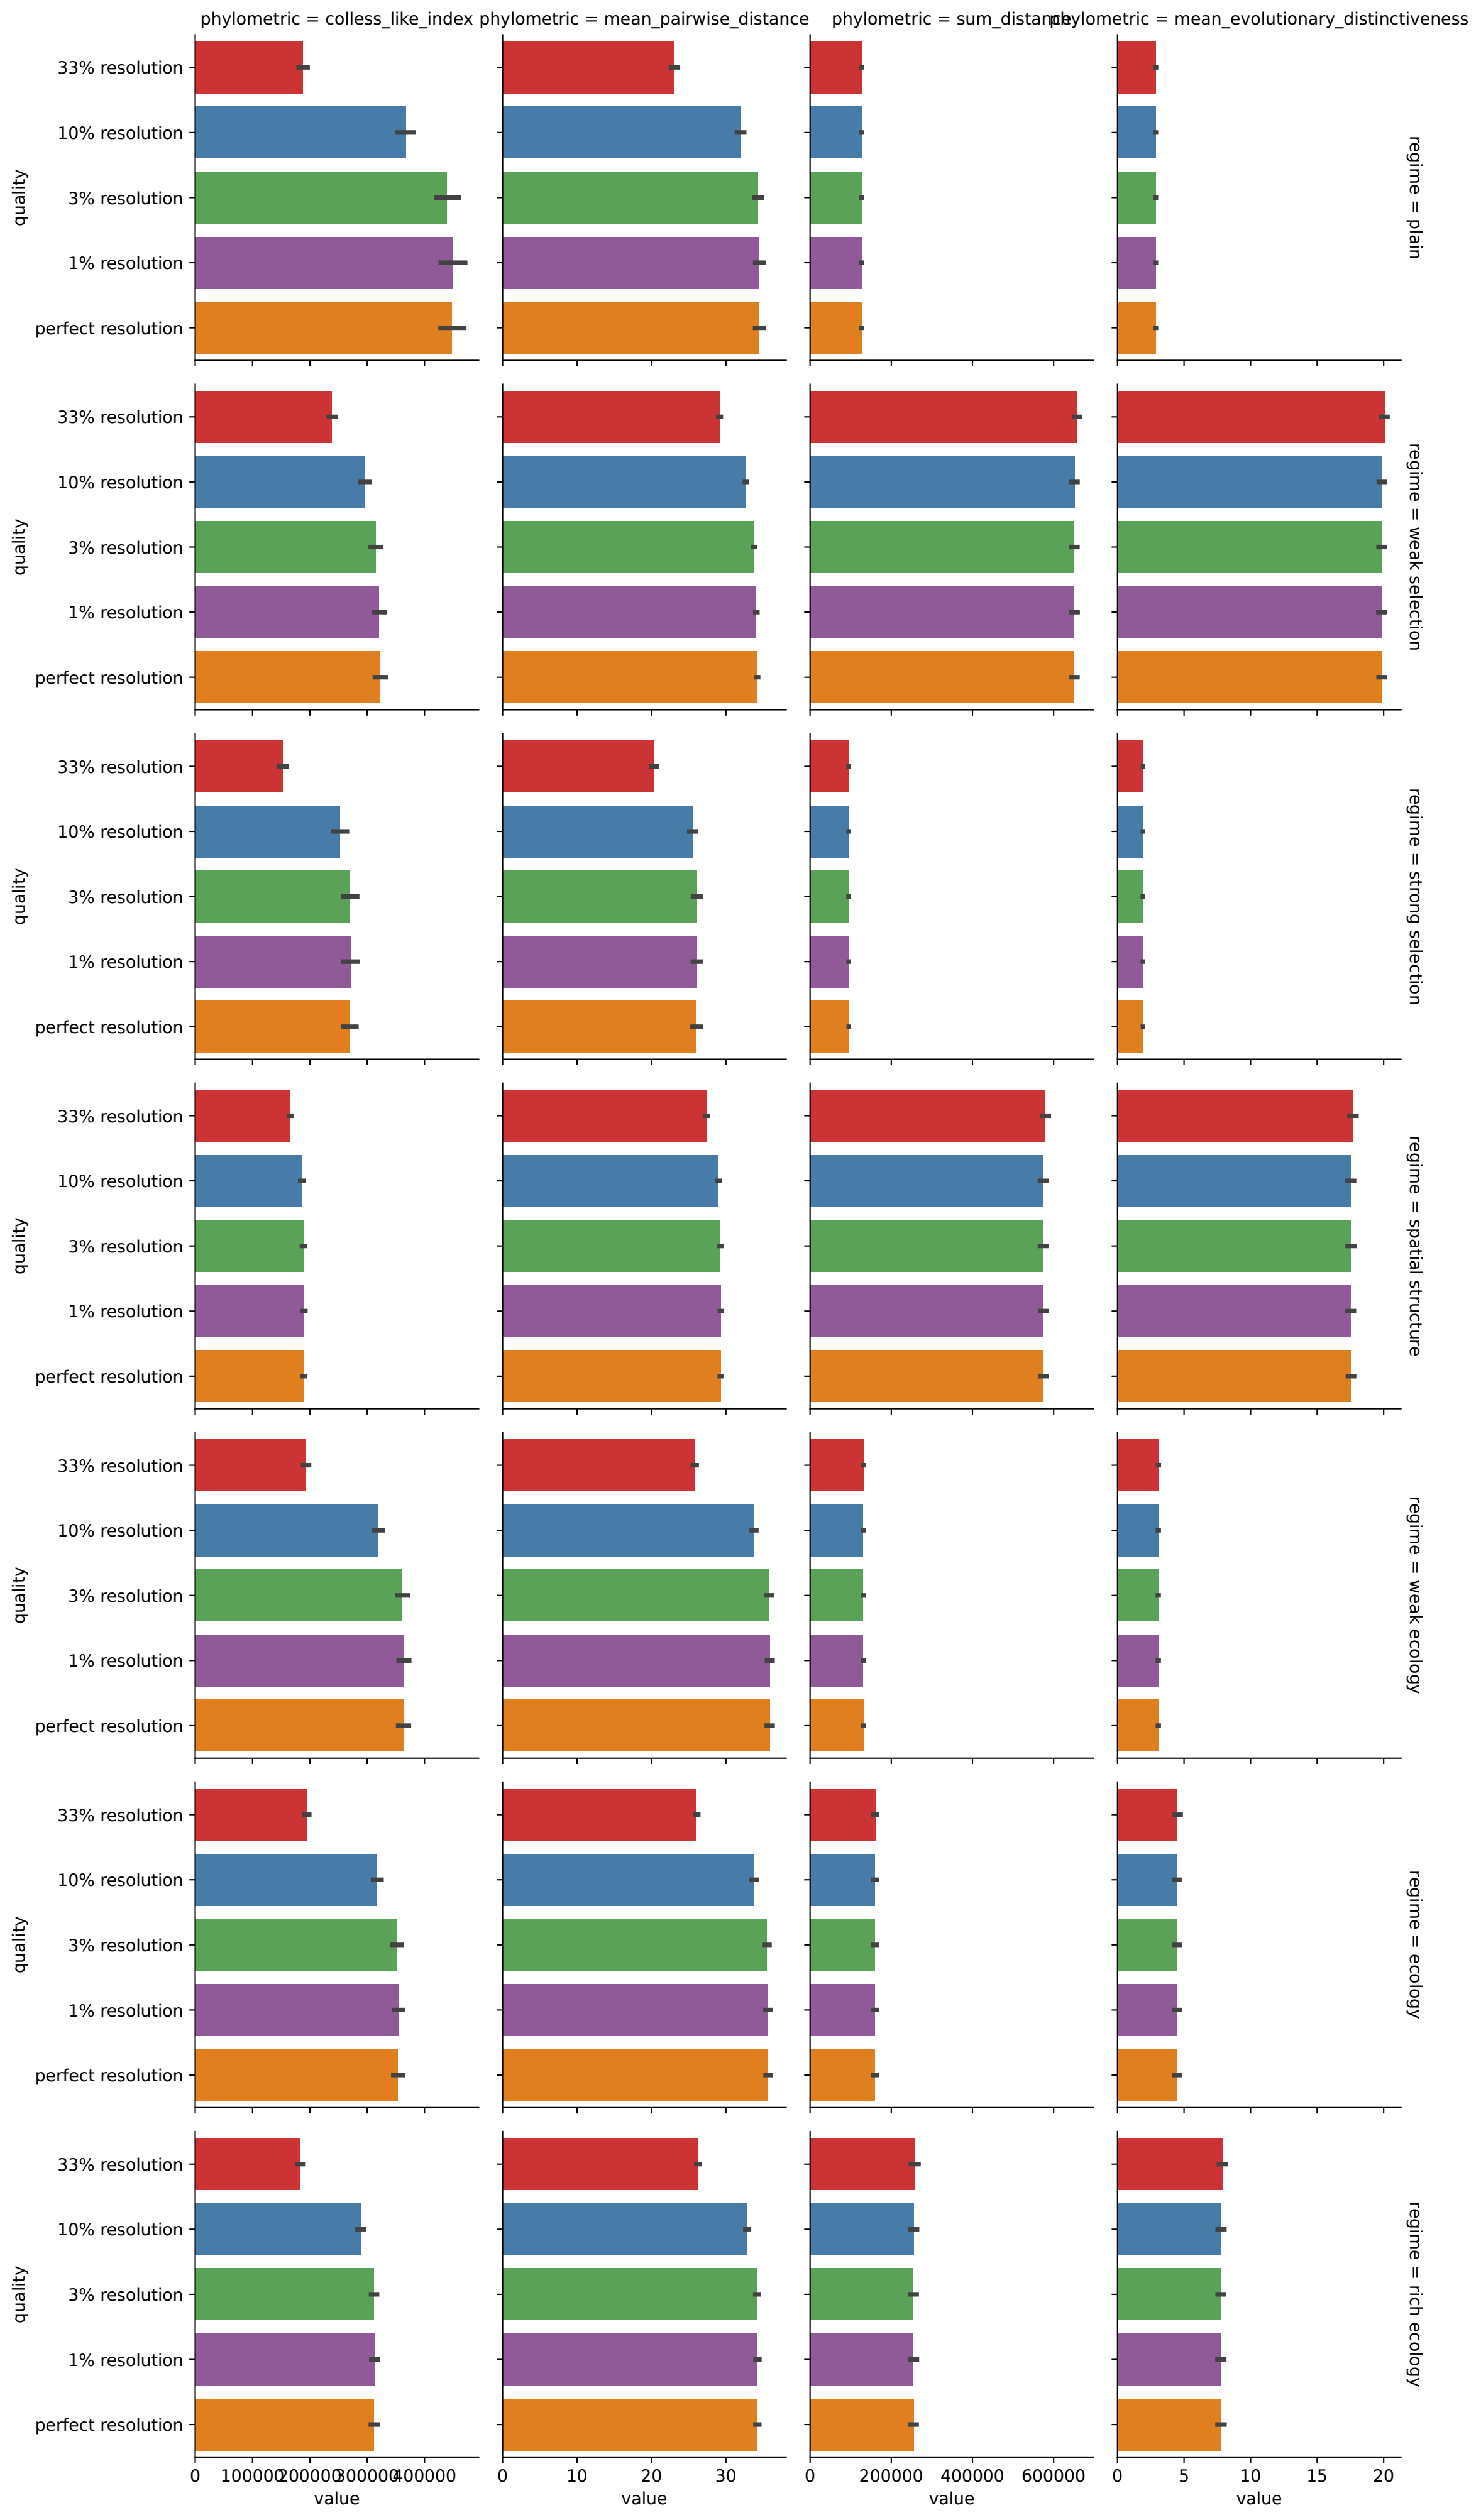 phylometric = colless_like_index
phylometric = mean_pairwise_distance
phylometric = sum_distance
phylometric = mean_evolutionary_distinctiveness
quality
33% resolution
10% resolution
3% resolution
1% resolution
perfect resolution
regime = plain
quality
33% resolution
10% resolution
3% resolution
1% resolution
perfect resolution
regime = weak selection
quality
33% resolution
10% resolution
3% resolution
1% resolution
perfect resolution
regime = strong selection
quality
33% resolution
10% resolution
3% resolution
1% resolution
perfect resolution
regime = spatial structure
quality
33% resolution
10% resolution
3% resolution
1% resolution
perfect resolution
regime = weak ecology
quality
33% resolution
10% resolution
3% resolution
1% resolution
perfect resolution
regime = ecology
quality
33% resolution
10% resolution
3% resolution
1% resolution
perfect resolution
regime = rich ecology
0 100000 200000 300000 400000
0 10 20 30
0 200000 400000 600000
0 5 10 15 20
value
value
value
value